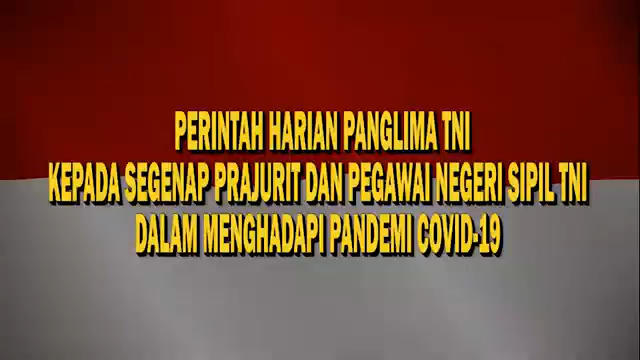 PERINTAH HARIAN PANGLIMA TNI
KEPADA SEGENAP PRAJURIT DAN PEGAWAI NEGERI SIPIL TNI
DALAM MENGHADAPI PANDEMI COVID-19